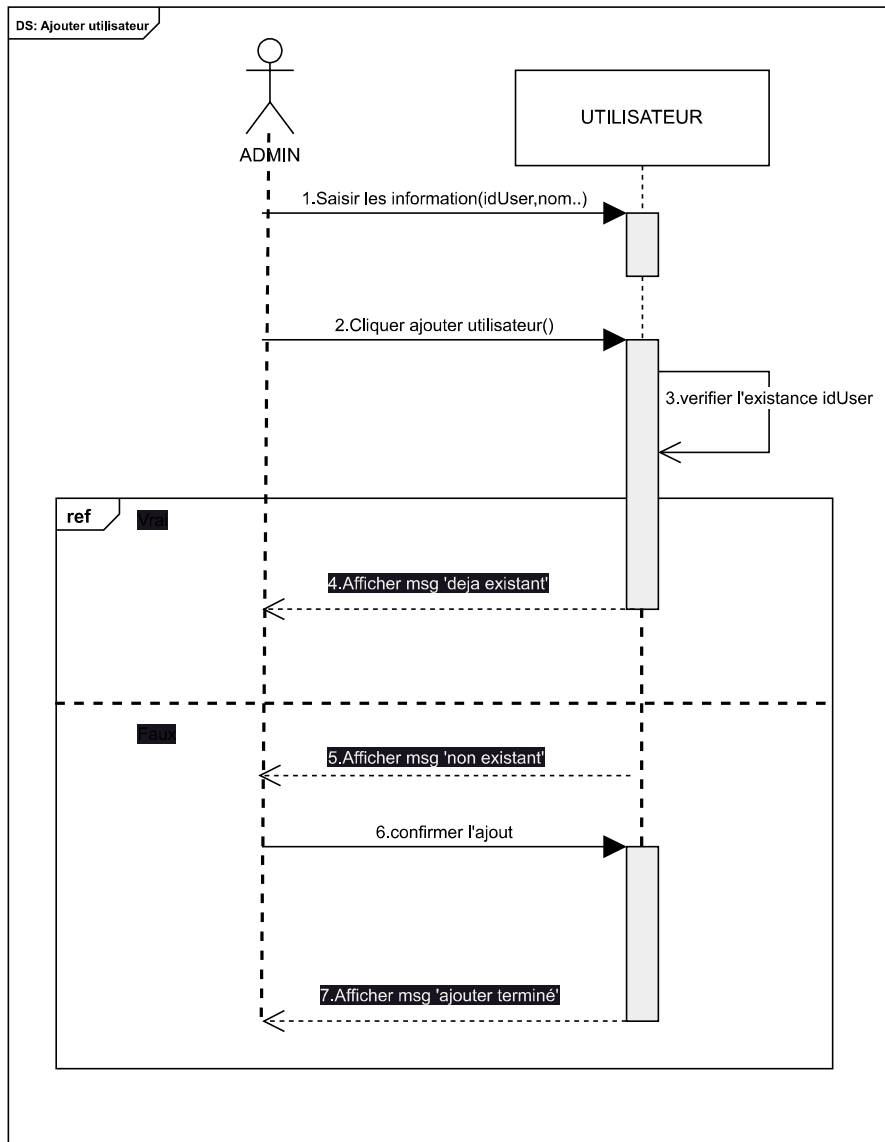 DS: Ajouter utilisateur
UTILISATEUR
ADMIN
1.Saisir les information(idUser,nom..)
2.Cliquer ajouter utilisateur()
3.verifier l'existance idUser
ref
Vrai
4.Afficher msg 'deja existant'
Faux
5.Afficher msg 'non existant'
6.confirmer l'ajout
7.Afficher msg 'ajouter terminé'